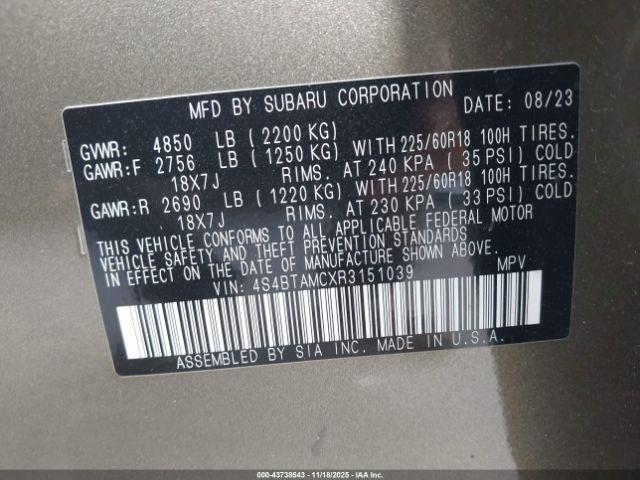 MFD BY SUBARU CORPORATION DATE: 08/23
GVWR: 4850 LB (2200 KG)
GAWR:F 2756 LB (1250 KG) WITH 225/60R18 100H TIRES.
18X7J RIMS. AT 240 KPA (35 PSI) COLD
GAWR:R 2690 LB (1220 KG) WITH 225/60R18 100H TIRES.
18X7J RIMS. AT 230 KPA 33 PSI) COLD
THIS VEHICLE CONFORMS TO ALL APPLICABLE FEDERAL MOTOR
VEHICLE SAFETY AND THEFT PREVENTION STANDARDS
IN EFFECT ON THE DATE OF MANUFACTURE SHOWN ABOVE.
VIN: 4S4BTAMCXR3151039 MPV
ASSEMBLED BY SIA INC. MADE IN U.S.A.
000-43738543 - 11/18/2025 - IAAI.COM